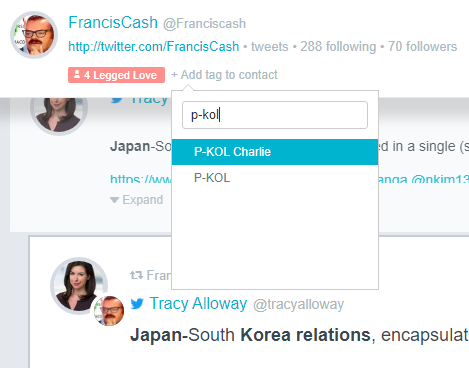 FrancisCash @Franciscash
http://twitter.com/FrancisCash • tweets • 288 following • 70 followers
4 Legged Love + Add tag to contact
p-kol
Tracy
P-KOL Charlie
Japan-So
ed in a single (s
P-KOL
https://ww
anga @nkim13
Expand
Fran
Tracy Alloway @tracyalloway
Japan-South Korea relations, encapsulat